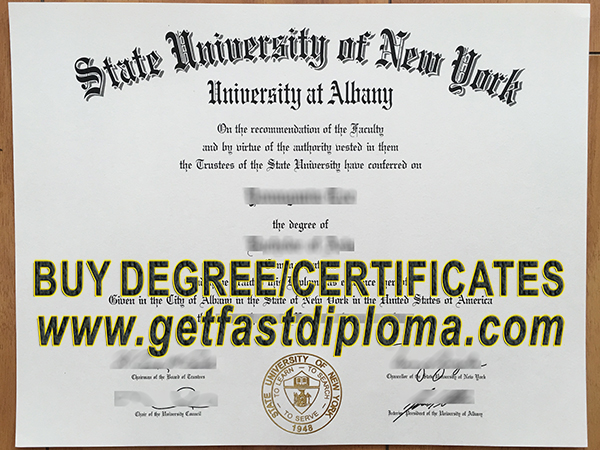 State University of New York
University at Albany
On the recommendation of the Faculty
and by virtue of the authority vested in them
the Trustees of the State University have conferred on
the degree of
BUY DEGREE/CERTIFICATES
Given in the City of Albany in the State of New York in the United States of America
www.getfastdiploma.com
Chairman of the Board of Trustees
Chancellor of the State University of New York
STATE UNIVERSITY OF NEW YORK
TO LEARN TO SEARCH
TO SERVE
1948
Chair of the University Council
Interim President of the University at Albany